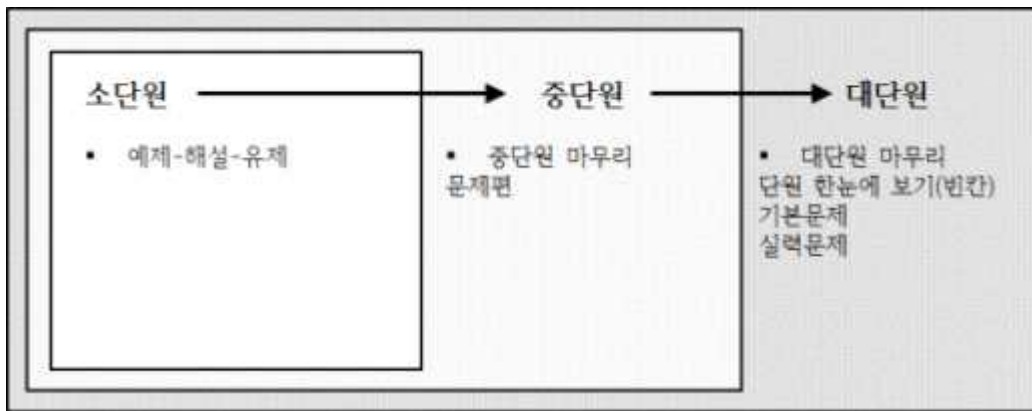 소단원
중단원
대단원
▪ 예제-해설-유제
▪ 중단원 마무리
문제편
▪ 대단원 마무리
단원 한눈에 보기(빈칸)
기본문제
실력문제